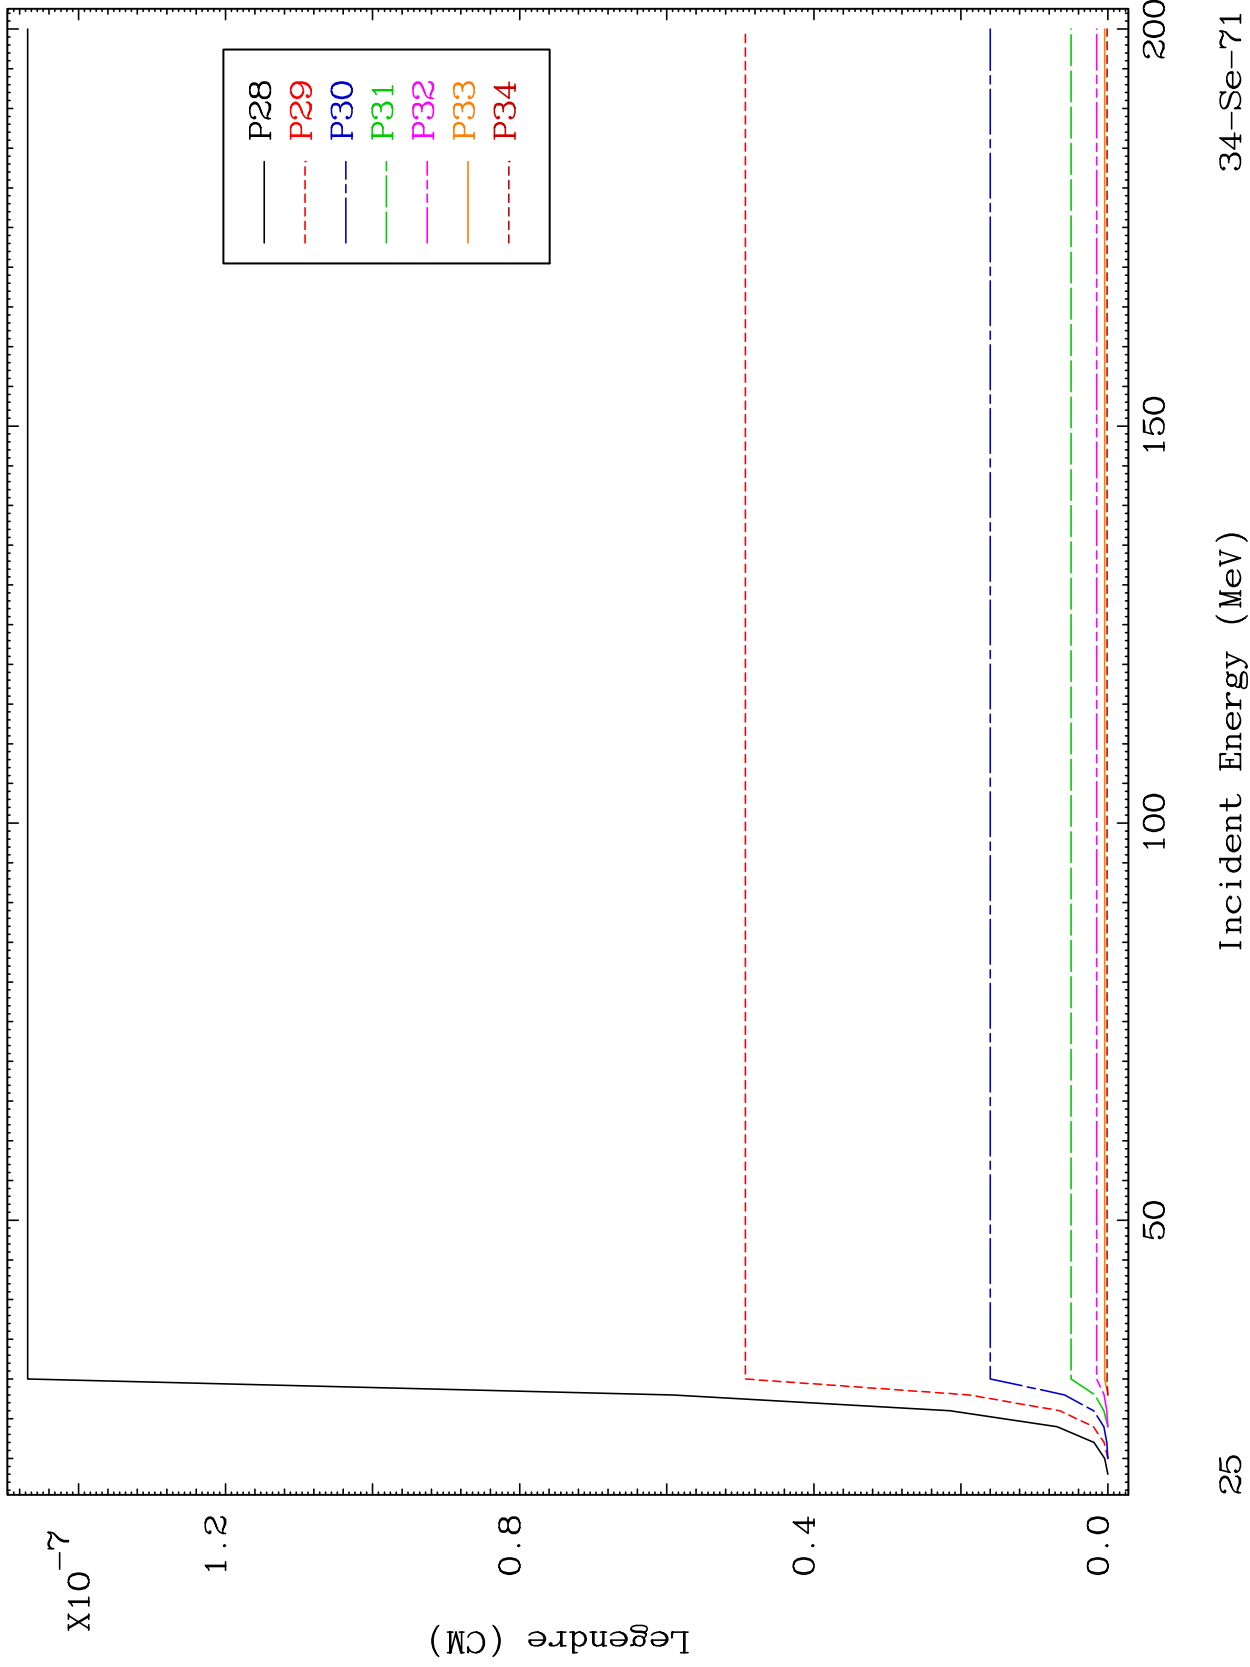 X10-7
1.2
0.8
0.4
0.0
Legendre (CM)
P28
P29
P30
P31
P32
P33
P34
50
100
150
200
Incident Energy (MeV)
25
34-Se-71